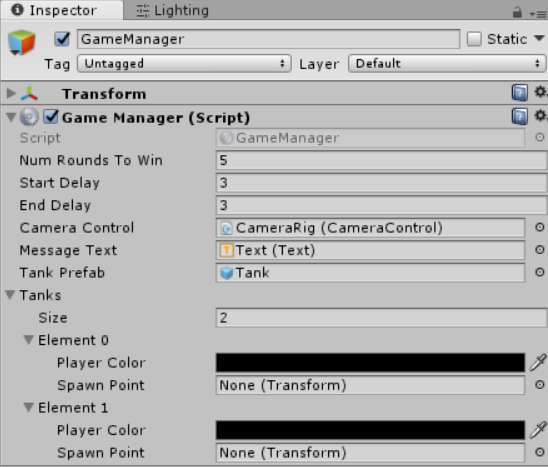 Inspector Lighting
GameManager Static
Tag Untagged Layer Default
Transform
Game Manager (Script)
Script GameManager
Num Rounds To Win 5
Start Delay 3
End Delay 3
Camera Control CameraRig (CameraControl)
Message Text Text (Text)
Tank Prefab Tank
Tanks
Size 2
Element 0
Player Color
Spawn Point None (Transform)
Element 1
Player Color
Spawn Point None (Transform)